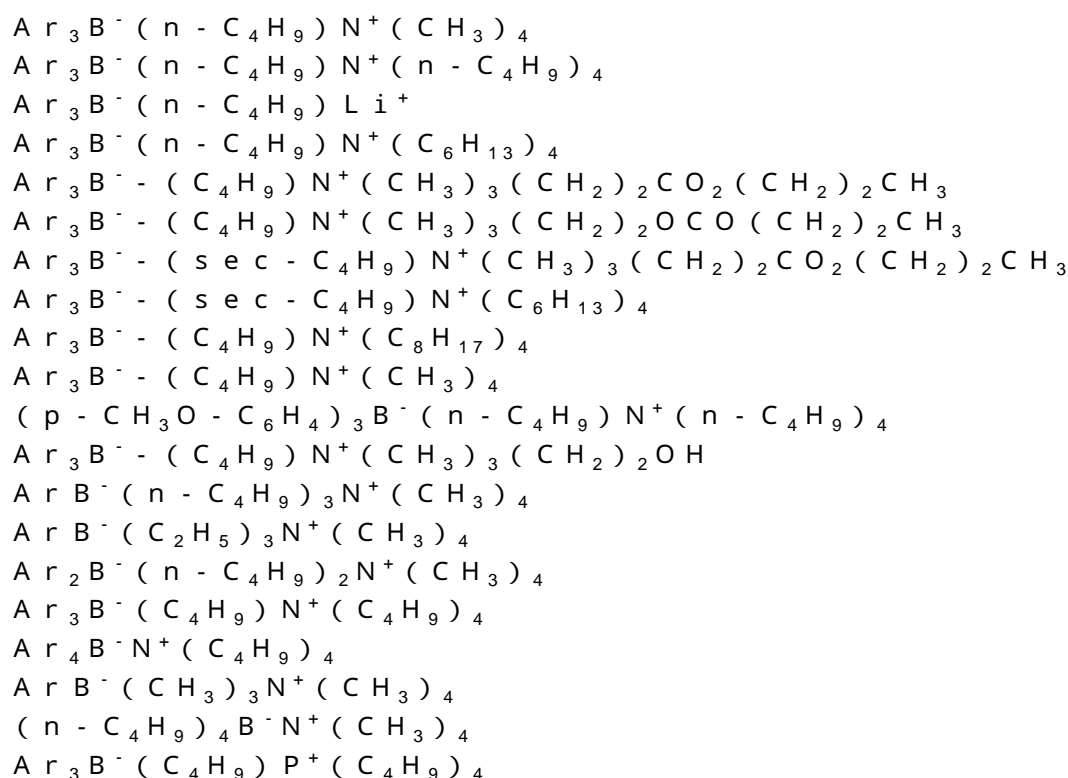 Ar₃B⁻(n-C₄H₉)N⁺(CH₃)₄
Ar₃B⁻(n-C₄H₉)N⁺(n-C₄H₉)₄
Ar₃B⁻(n-C₄H₉)Li⁺
Ar₃B⁻(n-C₄H₉)N⁺(C₆H₁₃)₄
Ar₃B⁻-(C₄H₉)N⁺(CH₃)₃(CH₂)₂CO₂(CH₂)₂CH₃
Ar₃B⁻-(C₄H₉)N⁺(CH₃)₃(CH₂)₂OCO(CH₂)₂CH₃
Ar₃B⁻-(sec-C₄H₉)N⁺(CH₃)₃(CH₂)₂CO₂(CH₂)₂CH₃
Ar₃B⁻-(sec-C₄H₉)N⁺(C₆H₁₃)₄
Ar₃B⁻-(C₄H₉)N⁺(C₈H₁₇)₄
Ar₃B⁻-(C₄H₉)N⁺(CH₃)₄
(p-CH₃O-C₆H₄)₃B⁻(n-C₄H₉)N⁺(n-C₄H₉)₄
Ar₃B⁻-(C₄H₉)N⁺(CH₃)₃(CH₂)₂OH
ArB⁻(n-C₄H₉)₃N⁺(CH₃)₄
ArB⁻(C₂H₅)₃N⁺(CH₃)₄
Ar₂B⁻(n-C₄H₉)₂N⁺(CH₃)₄
Ar₃B⁻(C₄H₉)N⁺(C₄H₉)₄
Ar₄B⁻N⁺(C₄H₉)₄
ArB⁻(CH₃)₃N⁺(CH₃)₄
(n-C₄H₉)₄B⁻N⁺(CH₃)₄
Ar₃B⁻(C₄H₉)P⁺(C₄H₉)₄